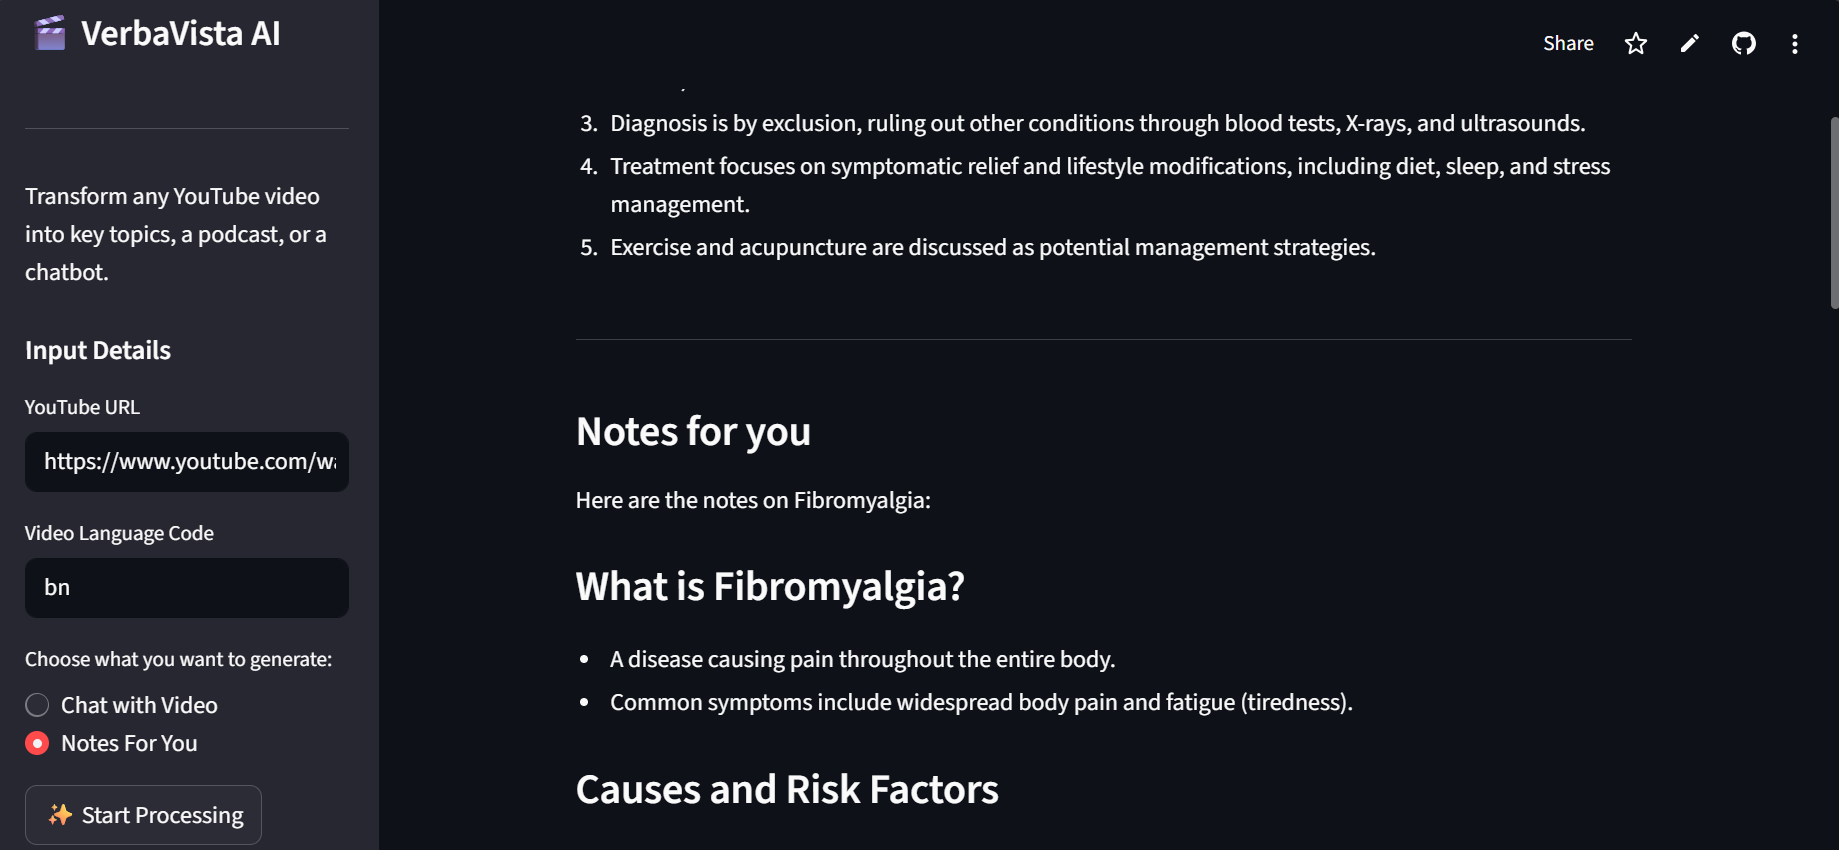 VerbaVista AI
Transform any YouTube video
into key topics, a podcast, or a
chatbot.
Input Details
YouTube URL
https://www.youtube.com/wa
Video Language Code
bn
Choose what you want to generate:
Chat with Video
Notes For You
Start Processing
Share
3. Diagnosis is by exclusion, ruling out other conditions through blood tests, X-rays, and ultrasounds.
4. Treatment focuses on symptomatic relief and lifestyle modifications, including diet, sleep, and stress
management.
5. Exercise and acupuncture are discussed as potential management strategies.
Notes for you
Here are the notes on Fibromyalgia:
What is Fibromyalgia?
• A disease causing pain throughout the entire body.
• Common symptoms include widespread body pain and fatigue (tiredness).
Causes and Risk Factors